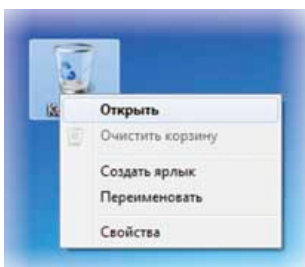 Открыть
Очистить корзину
Создать ярлык
Переименовать
Свойства